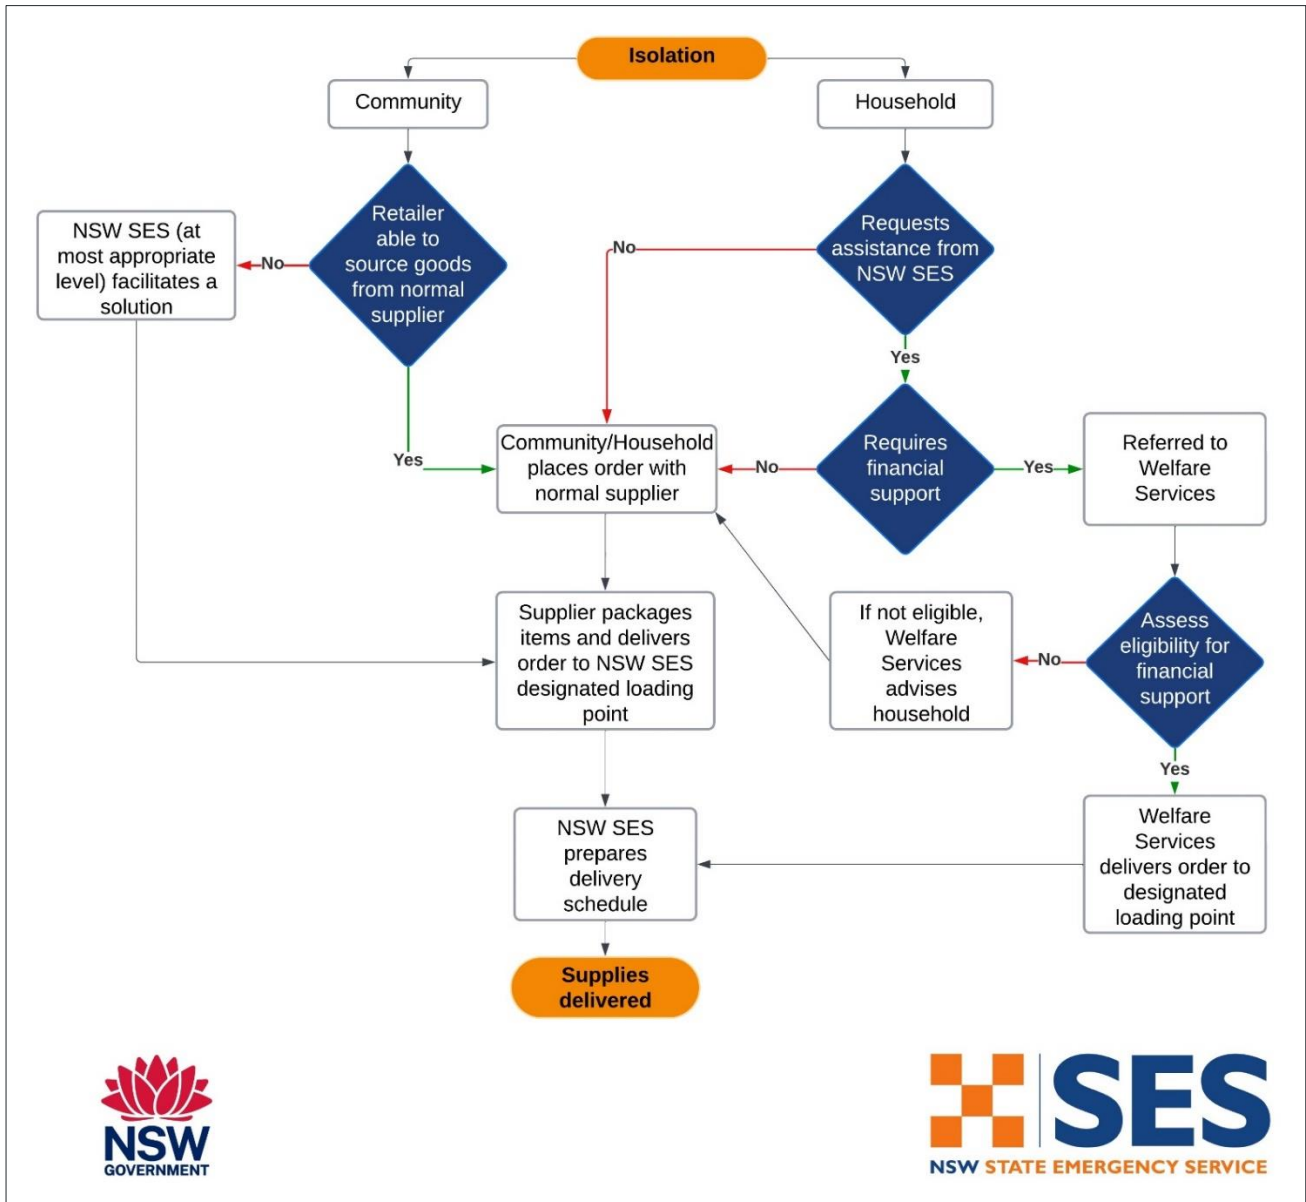 Isolation
Community
Household
Retailer
able to
source goods
from normal
supplier
Requests
assistance from
NSW SES
NSW SES (at
most appropriate
level) facilitates a
solution
No
No
Yes
Yes
Community/Household
places order with
normal supplier
No
Requires
financial
support
Yes
Referred to
Welfare
Services
Supplier packages
items and delivers
order to NSW SES
designated loading
point
If not eligible,
Welfare
Services
advises
household
No
Assess
eligibility for
financial
support
Yes
NSW SES
prepares
delivery
schedule
Welfare
Services
delivers order to
designated
loading point
Supplies
delivered
NSW
GOVERNMENT
SES
NSW STATE EMERGENCY SERVICE